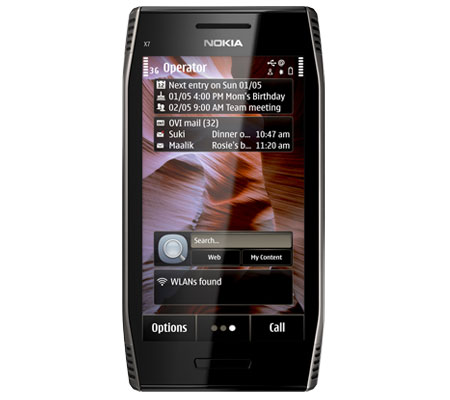 NOKIA
X7
3G Operator
12 Next entry on Sun 01/05
01/05 4:00 PM Mom's Birthday
02/05 9:00 AM Team meeting
OVI mail (32)
Suki Dinner o... 10:47 am
Maalik Rosie's b... 11:20 am
Search...
Web My Content
WLANs found
Options Call